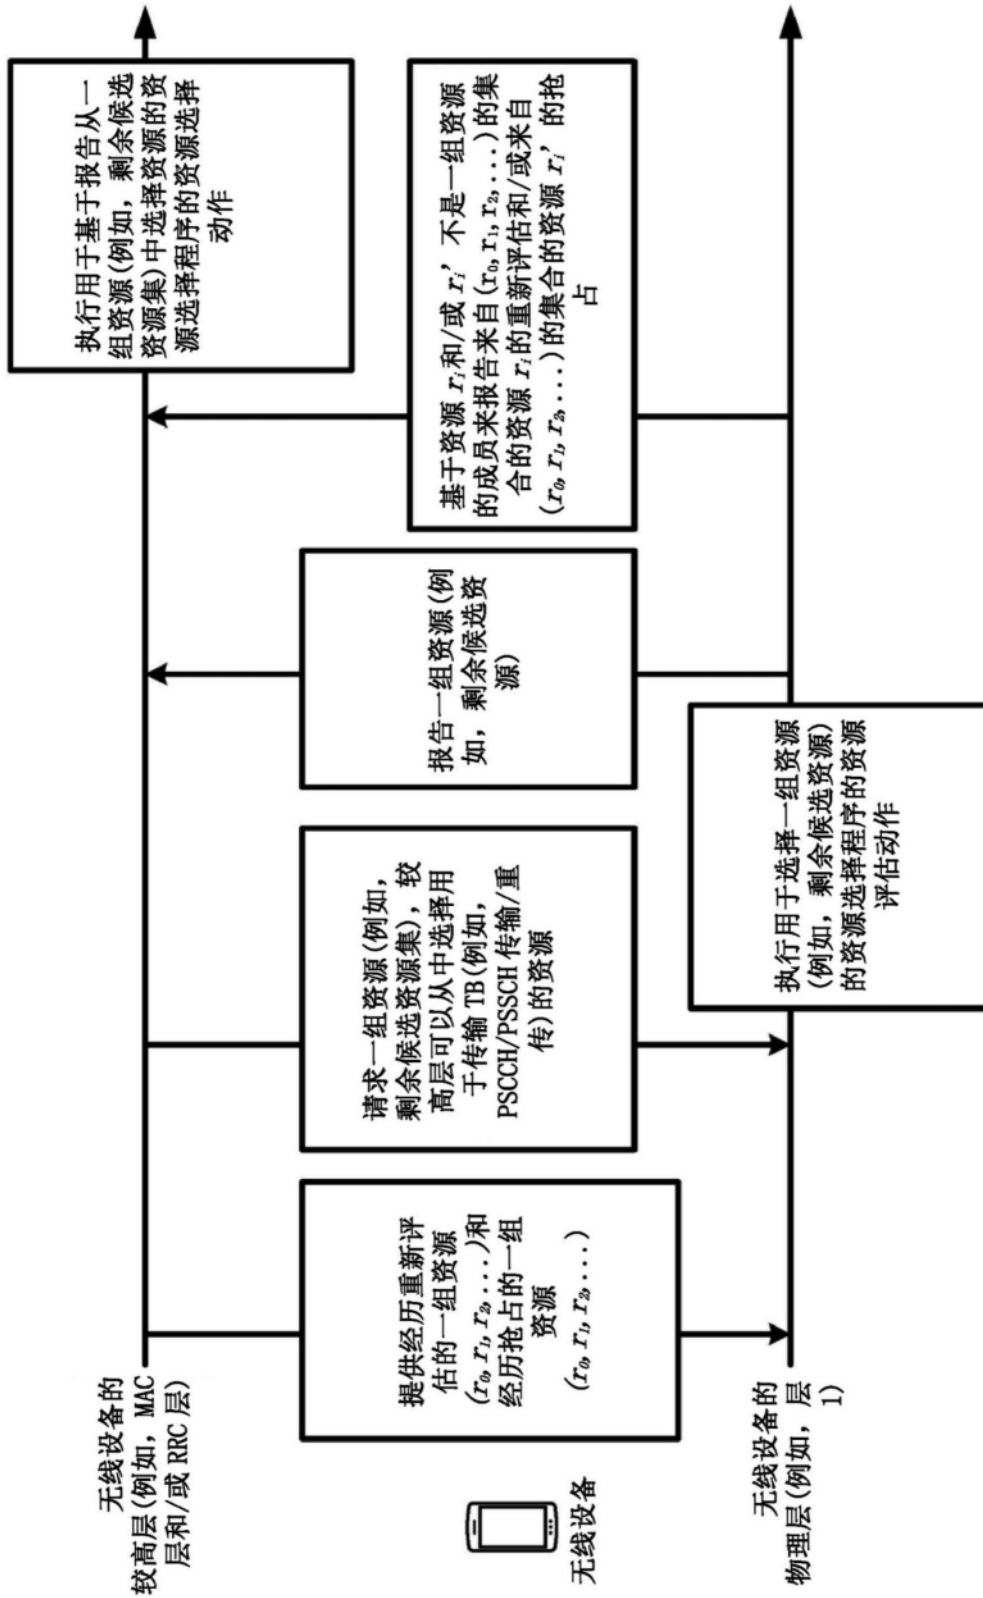 无线设备的
较高层(例如，MAC
层和/或 RRC 层)
无线设备
无线设备的
物理层(例如，层
1)
提供经历重新评
估的一组资源
(r₀, r₁, r₂, ...)和
经历抢占的一组
资源
(r₀, r₁, r₂, ...)
请求一组资源(例如，
剩余候选资源集)，较
高层可以从中选择用
于传输 TB(例如，
PSCCH/PSSCH 传输/重
传)的资源
执行用于选择一组资源
(例如，剩余候选资源)
的资源选择程序的资源
评估动作
报告一组资源(例
如，剩余候选资
源)
基于资源 rᵢ和/或 rᵢ’不是一组资源
的成员来报告来自(r₀, r₁, r₂, ...)的集
合的资源 rᵢ的重新评估和/或来自
(r₀, r₁, r₂, ...)的集合的资源 rᵢ’的抢
占
执行用于基于报告从一
组资源(例如，剩余候选
资源集)中选择资源的资
源选择程序的资源选择
动作